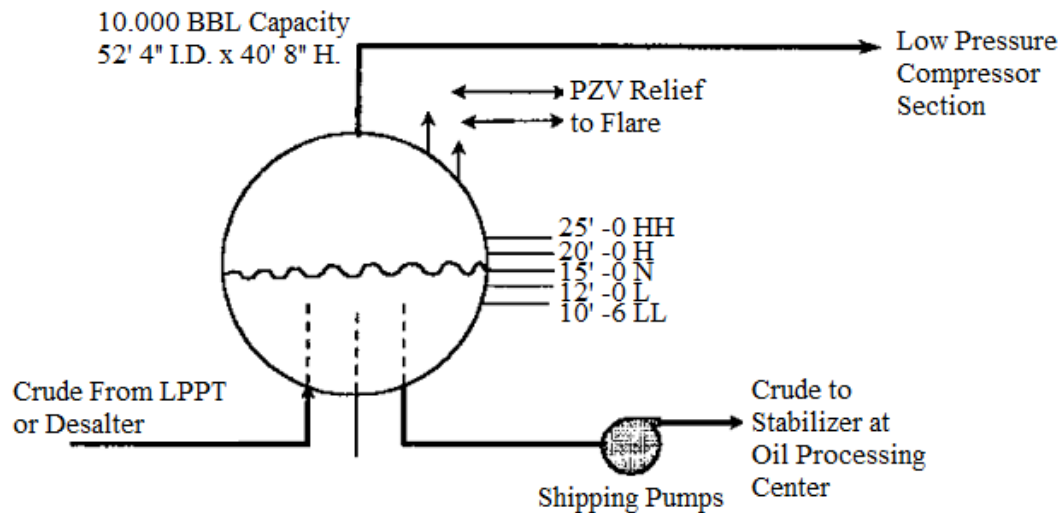 10.000 BBL Capacity
52' 4" I.D. x 40' 8" H.
Low Pressure
Compressor
Section
PZV Relief
to Flare
25' -0 HH
20' -0 H
15' -0 N
12' -0 L
10' -6 LL
Crude From LPPT
or Desalter
Crude to
Stabilizer at
Oil Processing
Center
Shipping Pumps